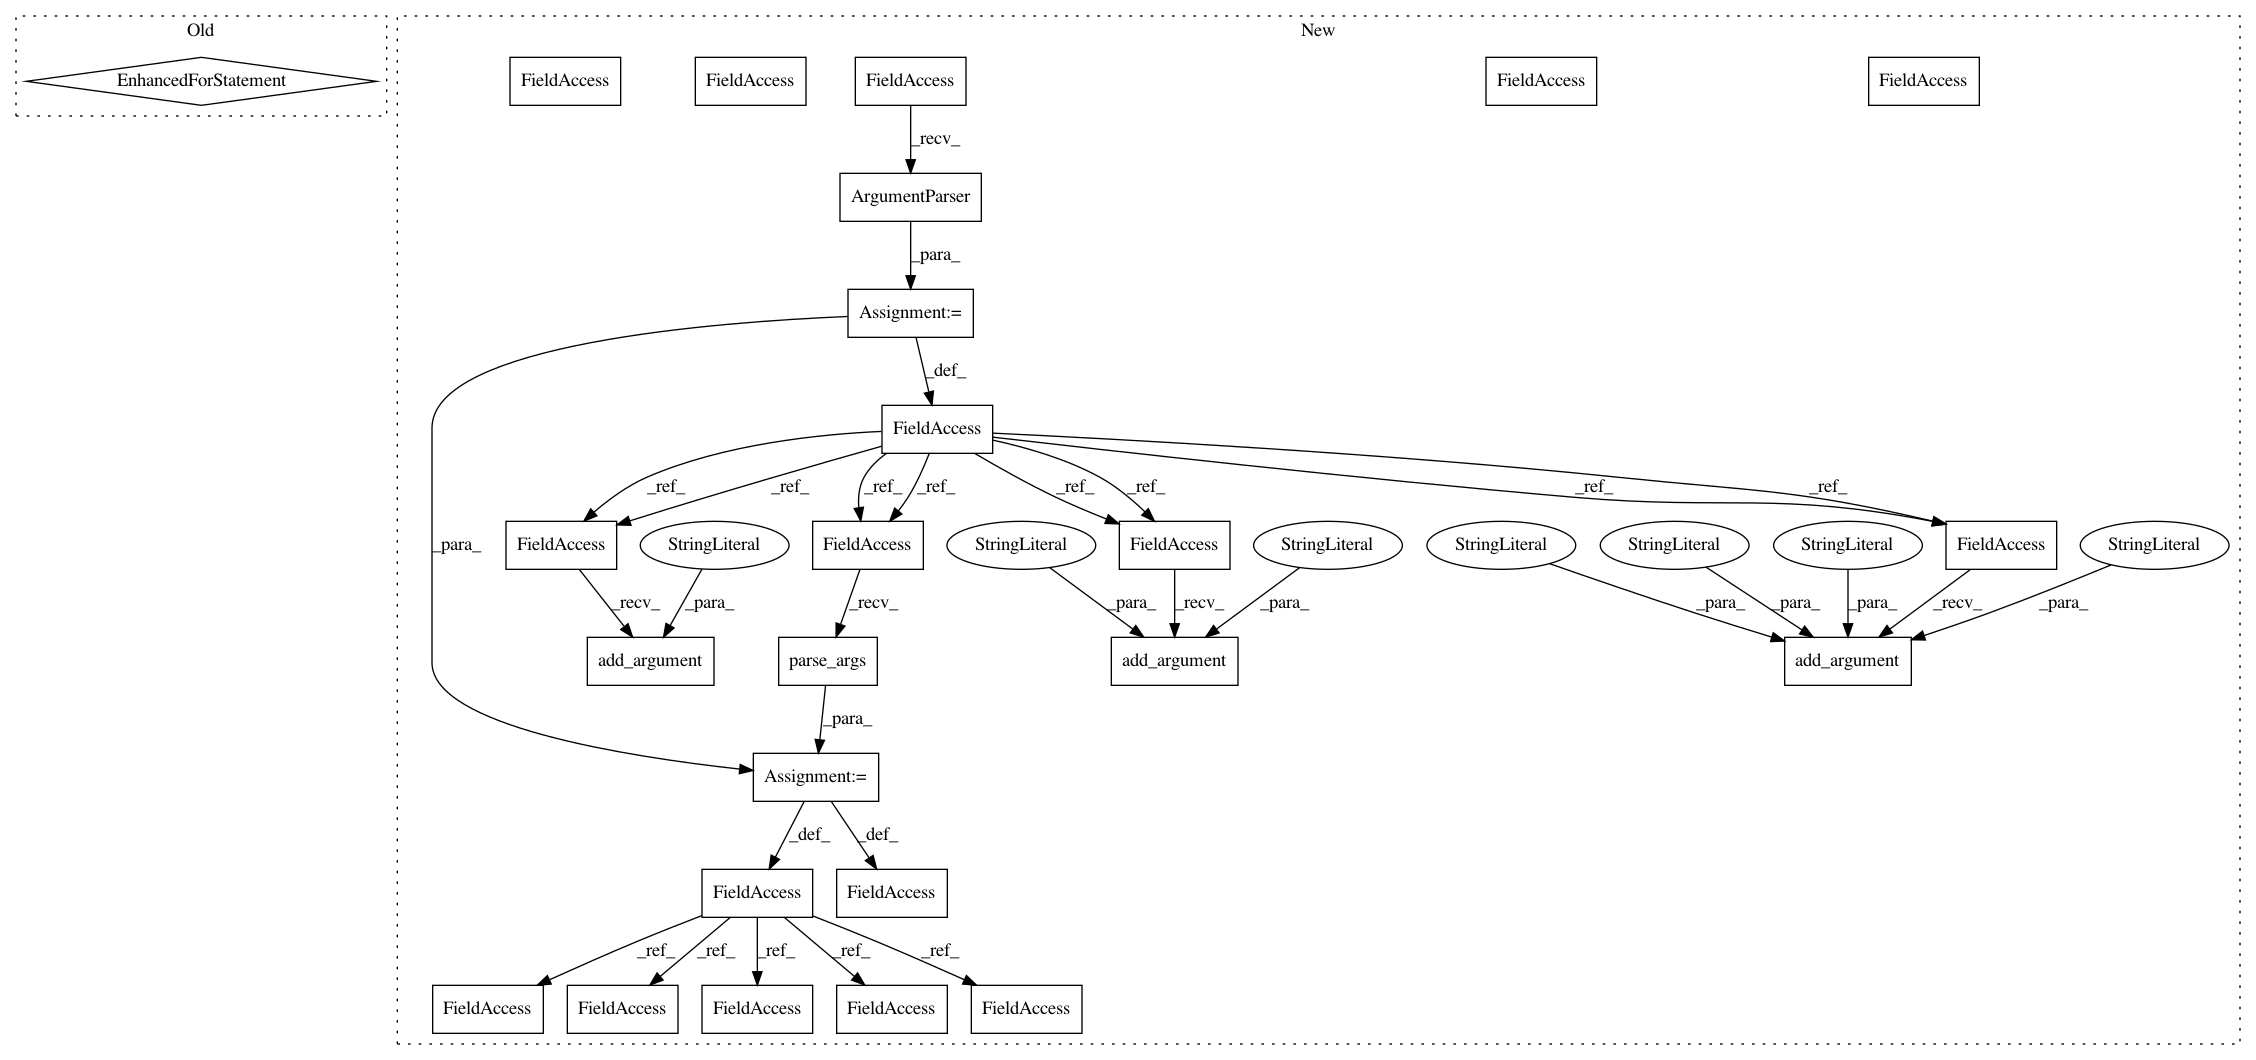 Old
New
EnhancedForStatement
FieldAccess
FieldAccess
FieldAccess
FieldAccess
FieldAccess
_recv_
ArgumentParser
_para_
Assignment:=
_def_
FieldAccess
_ref_
_ref_
_ref_
_ref_
_ref_
_ref_
_ref_
_ref_
_para_
FieldAccess
StringLiteral
FieldAccess
StringLiteral
FieldAccess
StringLiteral
StringLiteral
StringLiteral
StringLiteral
FieldAccess
StringLiteral
_recv_
_para_
_recv_
_para_
_recv_
_para_
_para_
_para_
_para_
_recv_
_para_
add_argument
parse_args
add_argument
add_argument
_para_
Assignment:=
_def_
_def_
FieldAccess
FieldAccess
_ref_
_ref_
_ref_
_ref_
_ref_
FieldAccess
FieldAccess
FieldAccess
FieldAccess
FieldAccess